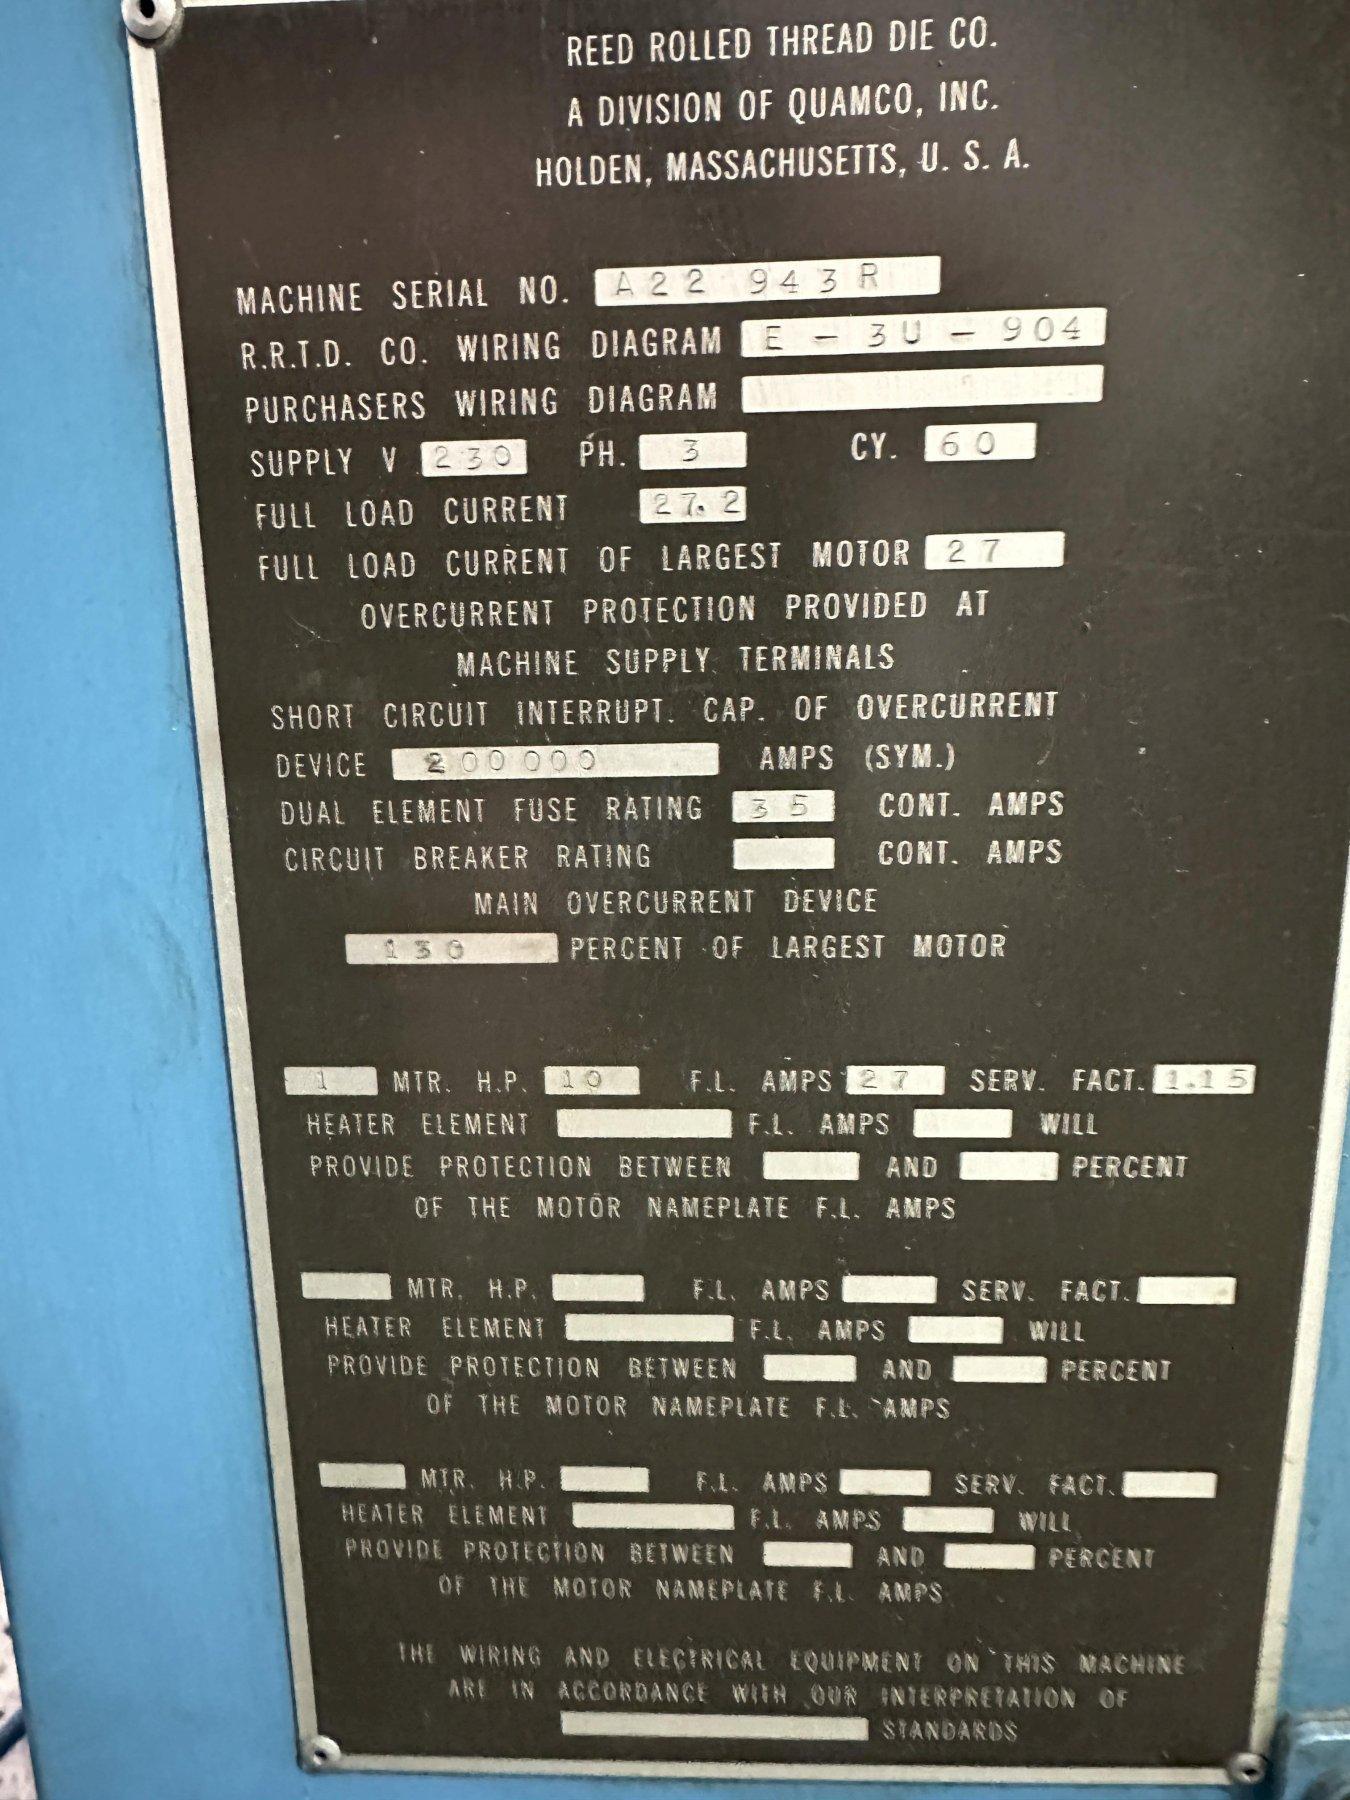 REED ROLLED THREAD DIE CO.
A DIVISION OF QUAMCO, INC.
HOLDEN, MASSACHUSETTS, U. S. A.
MACHINE SERIAL NO. A22 943R
R.R.T.D. CO. WIRING DIAGRAM E - 3U - 904
PURCHASERS WIRING DIAGRAM
SUPPLY V 230 PH. 3 CY. 60
FULL LOAD CURRENT 27.2
FULL LOAD CURRENT OF LARGEST MOTOR 27
OVERCURRENT PROTECTION PROVIDED AT
MACHINE SUPPLY TERMINALS
SHORT CIRCUIT INTERRUPT. CAP. OF OVERCURRENT
DEVICE 200000 AMPS (SYM.)
DUAL ELEMENT FUSE RATING 35 CONT. AMPS
CIRCUIT BREAKER RATING CONT. AMPS
MAIN OVERCURRENT DEVICE
130 PERCENT OF LARGEST MOTOR
1 MTR. H.P. 10 F.L. AMPS 27 SERV. FACT. 1.15
HEATER ELEMENT F.L. AMPS WILL
PROVIDE PROTECTION BETWEEN AND PERCENT
OF THE MOTOR NAMEPLATE F.L. AMPS
MTR. H.P. F.L. AMPS SERV. FACT.
HEATER ELEMENT F.L. AMPS WILL
PROVIDE PROTECTION BETWEEN AND PERCENT
OF THE MOTOR NAMEPLATE F.L. AMPS
MTR. H.P. F.L. AMPS SERV. FACT.
HEATER ELEMENT F.L. AMPS WILL
PROVIDE PROTECTION BETWEEN AND PERCENT
OF THE MOTOR NAMEPLATE F.L. AMPS
THE WIRING AND ELECTRICAL EQUIPMENT ON THIS MACHINE
ARE IN ACCORDANCE WITH OUR INTERPRETATION OF
STANDARDS